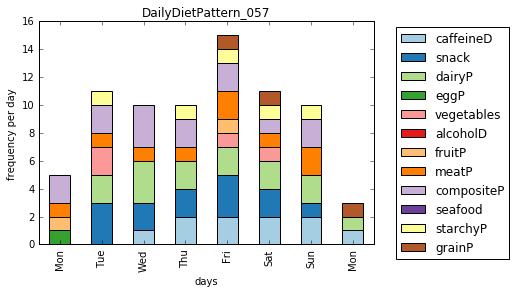 DailyDietPattern_057
16
14
12
10
8
6
4
2
0
frequency per day
Mon
Tue
Wed
Thu
Fri
Sat
Sun
Mon
days
caffeineD
snack
dairyP
eggP
vegetables
alcoholD
fruitP
meatP
compositeP
seafood
starchyP
grainP